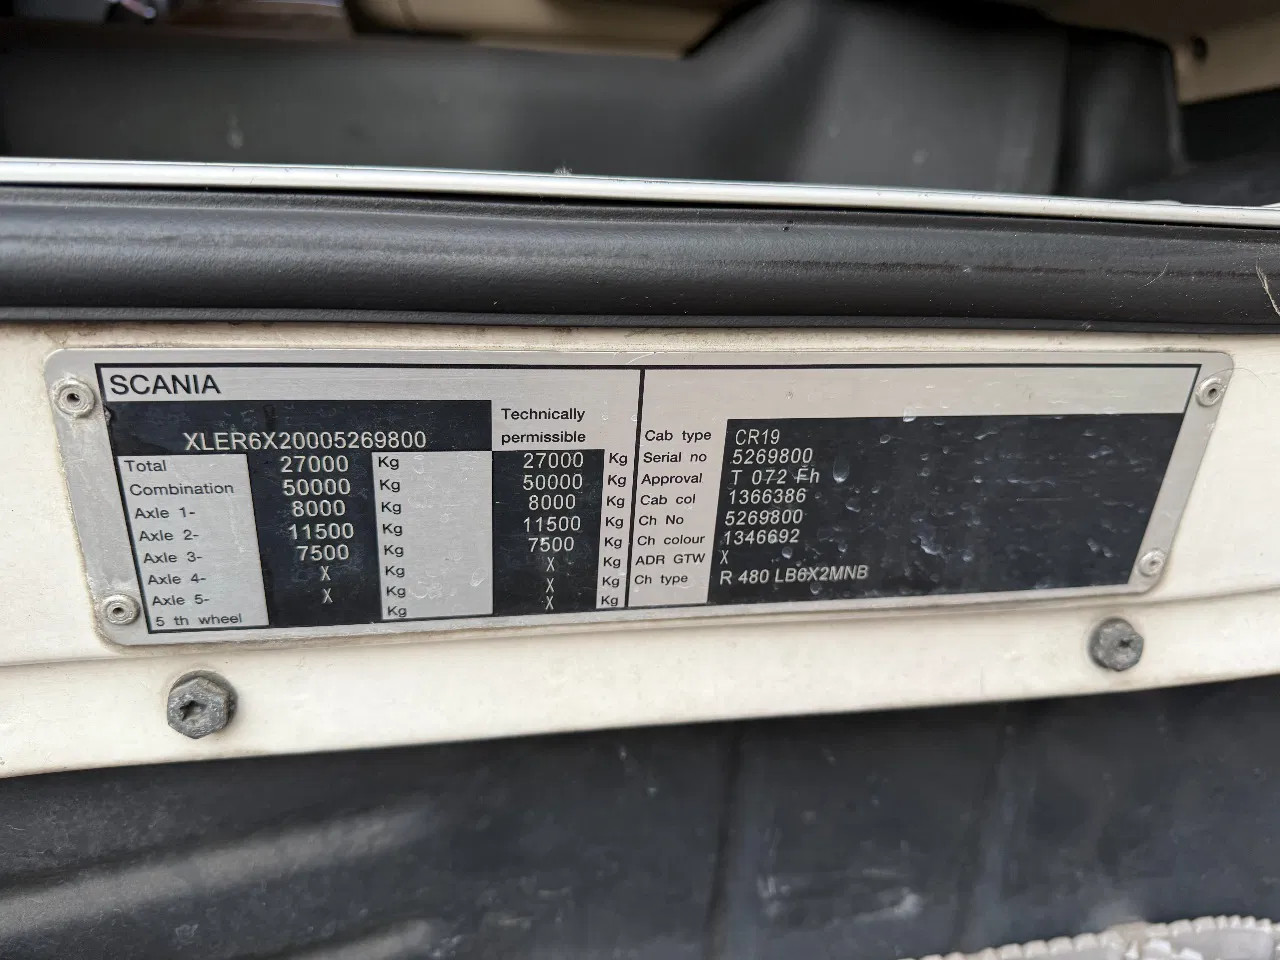 SCANIA
XLER6X20005269800
Technically
permissible
Total 27000 Kg 27000 Kg
Combination 50000 Kg 50000 Kg
Axle 1- 8000 Kg 8000 Kg
Axle 2- 11500 Kg 11500 Kg
Axle 3- 7500 Kg 7500 Kg
Axle 4- X Kg X Kg
Axle 5- X Kg X Kg
5 th wheel Kg X Kg
Cab type CR19
Serial no 5269800
Approval T 072 Fh
Cab col 1366386
Ch No 5269800
Ch colour 1346692
ADR GTW X
Ch type R 480 LB6X2MNB